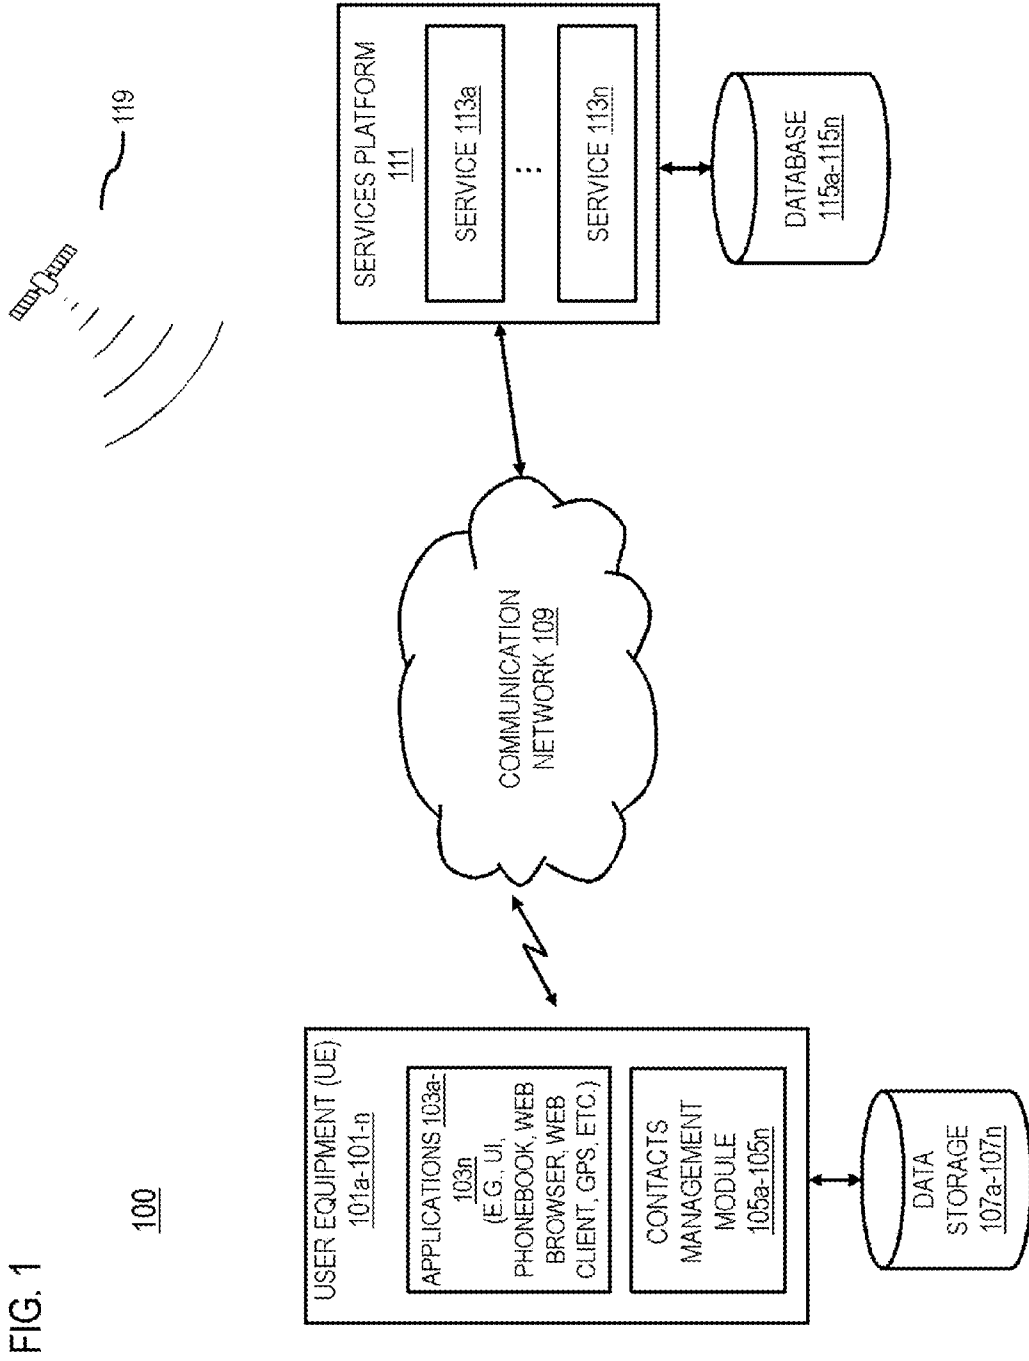 FIG. 1
100
119
USER EQUIPMENT (UE)
101a-101-n
APPLICATIONS 103a-
103n
(E.G., UI,
PHONEBOOK, WEB
BROWSER, WEB
CLIENT, GPS, ETC.)
CONTACTS
MANAGEMENT
MODULE
105a-105n
DATA
STORAGE
107a-107n
COMMUNICATION
NETWORK 109
SERVICES PLATFORM
111
SERVICE 113a
...
SERVICE 113n
DATABASE
115a-115n